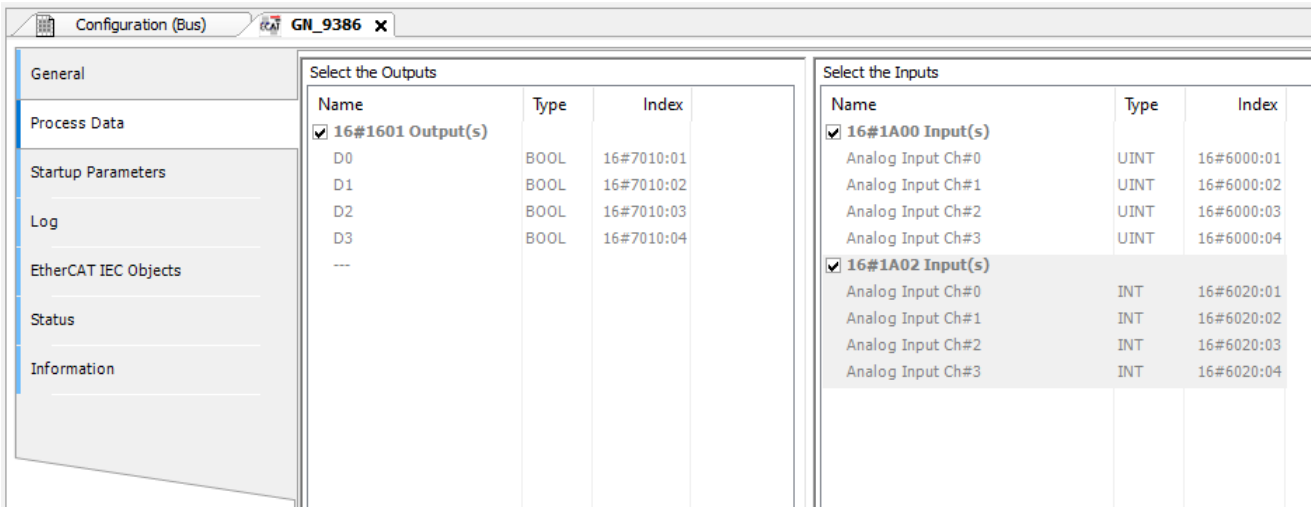 Configuration (Bus)
ECAT GN_9386 x
General
Process Data
Startup Parameters
Log
EtherCAT IEC Objects
Status
Information
Select the Outputs
Name Type Index
16#1601 Output(s)
D0 BOOL 16#7010:01
D1 BOOL 16#7010:02
D2 BOOL 16#7010:03
D3 BOOL 16#7010:04
---
Select the Inputs
Name Type Index
16#1A00 Input(s)
Analog Input Ch#0 UINT 16#6000:01
Analog Input Ch#1 UINT 16#6000:02
Analog Input Ch#2 UINT 16#6000:03
Analog Input Ch#3 UINT 16#6000:04
16#1A02 Input(s)
Analog Input Ch#0 INT 16#6020:01
Analog Input Ch#1 INT 16#6020:02
Analog Input Ch#2 INT 16#6020:03
Analog Input Ch#3 INT 16#6020:04